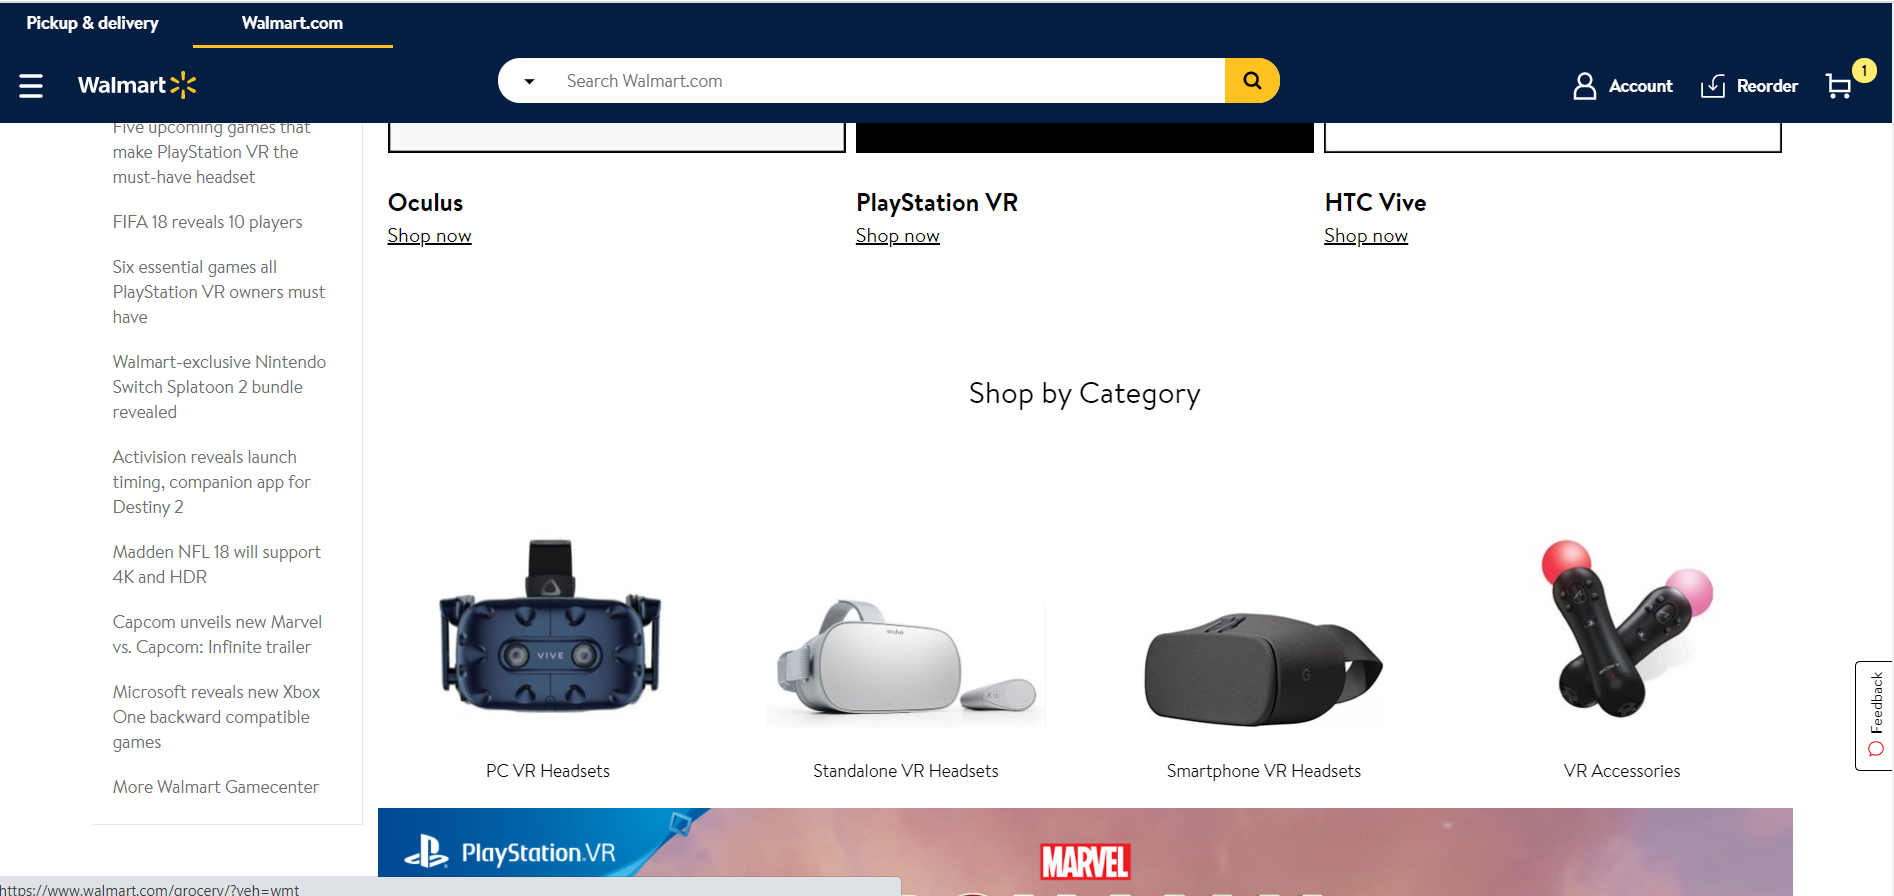 Pickup & delivery
Walmart.com
Walmart
Search Walmart.com
Account
Reorder
1
Five upcoming games that
make PlayStation VR the
must-have headset
FIFA 18 reveals 10 players
Six essential games all
PlayStation VR owners must
have
Walmart-exclusive Nintendo
Switch Splatoon 2 bundle
revealed
Activision reveals launch
timing, companion app for
Destiny 2
Madden NFL 18 will support
4K and HDR
Capcom unveils new Marvel
vs. Capcom: Infinite trailer
Microsoft reveals new Xbox
One backward compatible
games
More Walmart Gamecenter
Oculus
Shop now
PlayStation VR
Shop now
HTC Vive
Shop now
Shop by Category
VIVE
oculus
SONY
PC VR Headsets
Standalone VR Headsets
Smartphone VR Headsets
VR Accessories
Feedback
PlayStation.VR
MARVEL
https://www.walmart.com/grocery/?veh=wmt